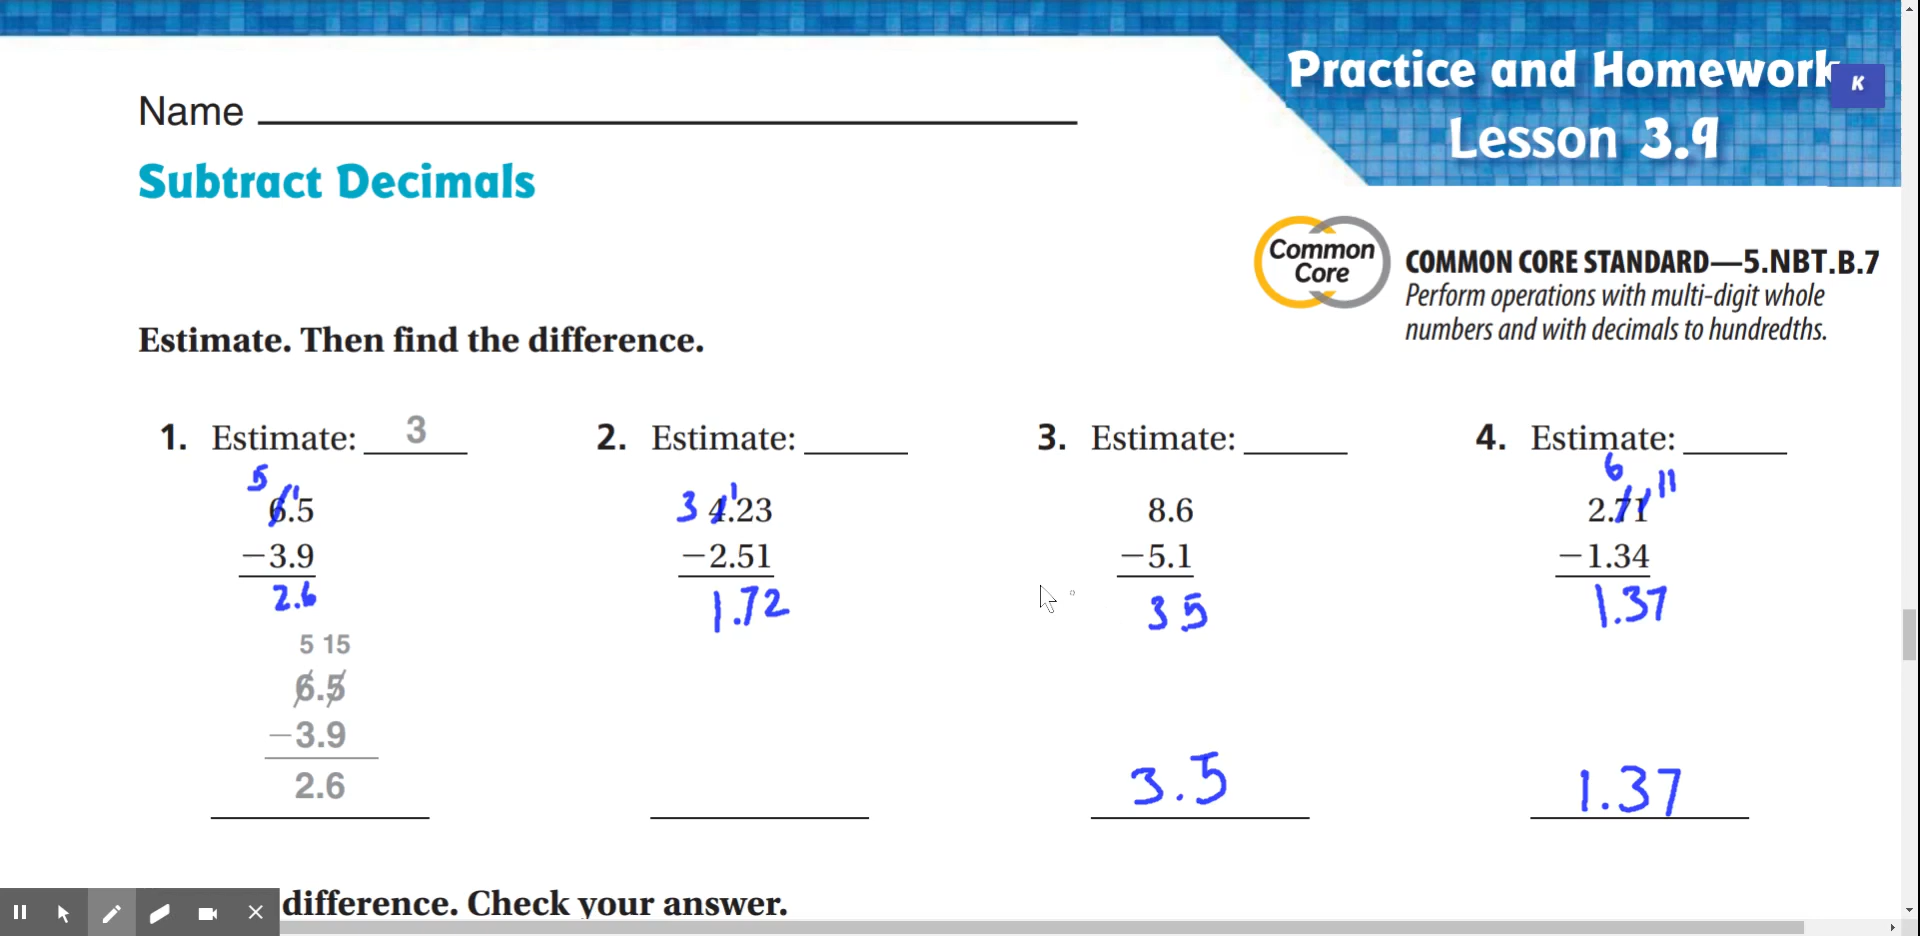 Practice and Homework
K
Lesson 3.9
Name
Subtract Decimals
Common
Core
COMMON CORE STANDARD—5.NBT.B.7
Perform operations with multi-digit whole
numbers and with decimals to hundredths.
Estimate. Then find the difference.
1. Estimate: 3
5 1
6.5
−3.9
2.6
5 15
6.5
−3.9
2.6
2. Estimate:
3 1
4.23
−2.51
1.72
3. Estimate:
8.6
−5.1
3.5
3.5
4. Estimate:
6 11
2.71
−1.34
1.37
1.37
difference. Check your answer.